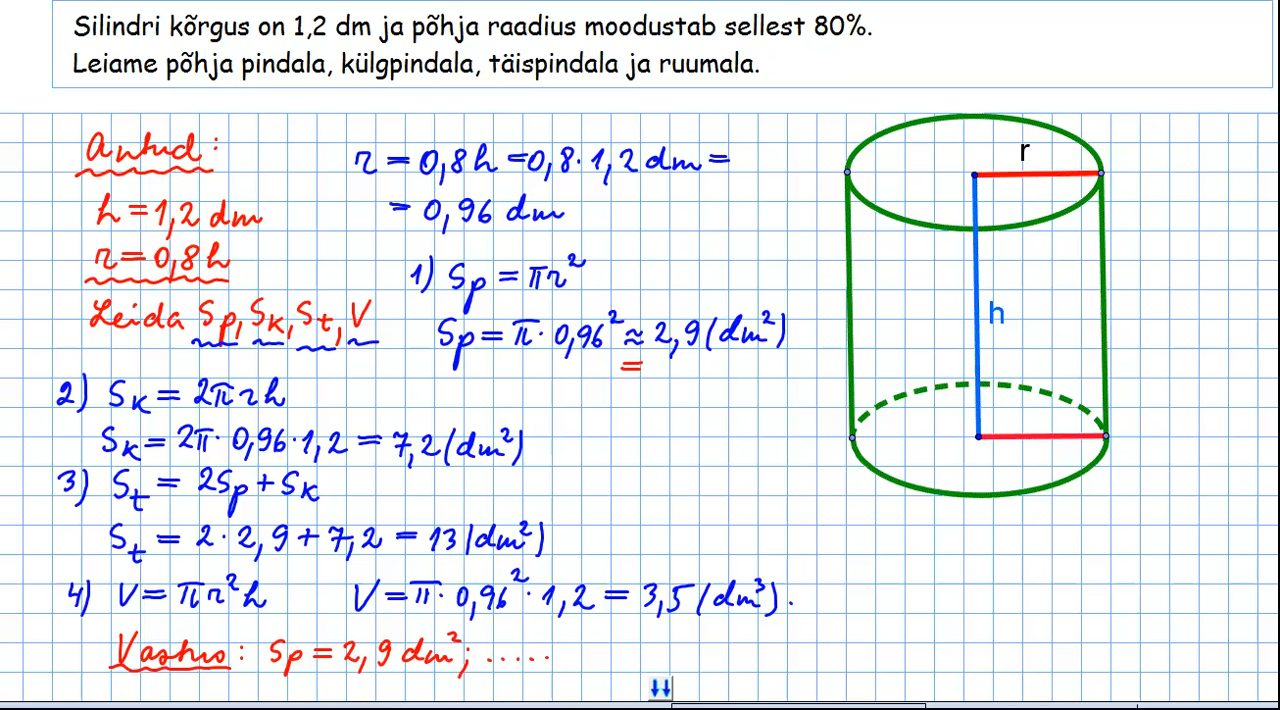 Silindri kõrgus on 1,2 dm ja põhja raadius moodustab sellest 80%.
Leiame põhja pindala, külgpindala, täispindala ja ruumala.
Antud:
h = 1,2 dm
r = 0,8h
Leida Sp, Sk, St, V
r = 0,8h = 0,8·1,2 dm =
= 0,96 dm
1) Sp = πr²
Sp = π·0,96² ≈ 2,9 (dm²)
=
2) Sk = 2πrh
Sk = 2π·0,96·1,2 = 7,2 (dm²)
3) St = 2Sp + Sk
St = 2·2,9 + 7,2 = 13 (dm²)
4) V = πr²h V = π·0,96²·1,2 = 3,5 (dm³).
Vastus: Sp = 2,9 dm²; .....
r
h